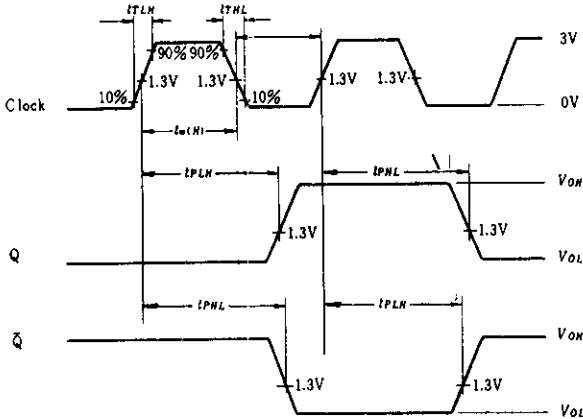 tTLH tTHL
90% 90% 3V
1.3V 1.3V 1.3V 1.3V
Clock 10% 10% 0V
tw(H)
tPLH tPHL
VOH
1.3V 1.3V
Q VOL
tPHL tPLH
Q̄ VOH
1.3V 1.3V
VOL